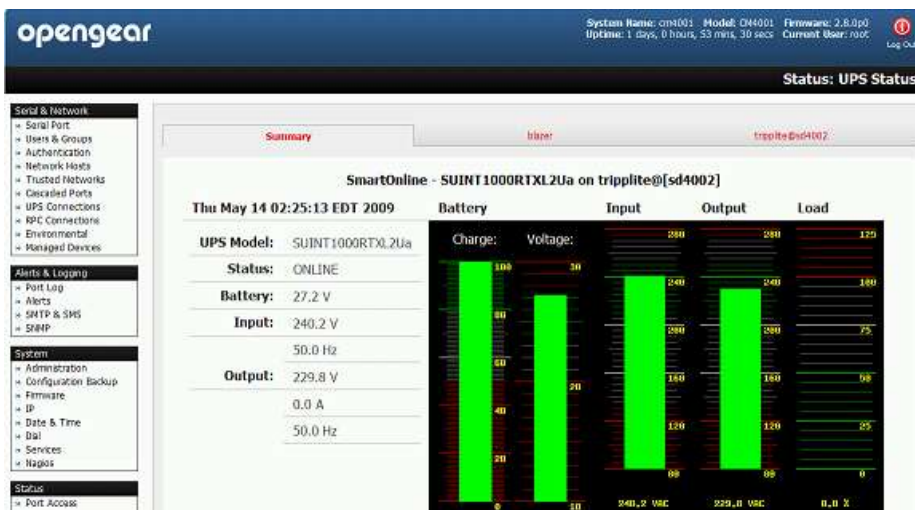 opengear
System Name: cm4001 Model: CM4001 Firmware: 2.8.0p0
Uptime: 1 days, 0 hours, 53 mins, 30 secs Current User: root
Log Out
Status: UPS Status
Serial & Network
» Serial Port
» Users & Groups
» Authentication
» Network Hosts
» Trusted Networks
» Cascaded Ports
» UPS Connections
» RPC Connections
» Environmental
» Managed Devices
Alerts & Logging
» Port Log
» Alerts
» SMTP & SMS
» SNMP
System
» Administration
» Configuration Backup
» Firmware
» IP
» Date & Time
» Dial
» Services
» Nagios
Status
» Port Access
Summary
blazer
tripplite@sd4002
SmartOnline - SUINT1000RTXL2Ua on tripplite@[sd4002]
Thu May 14 02:25:13 EDT 2009 Battery Input Output Load
UPS Model: SUINT1000RTXL2Ua
Status: ONLINE
Battery: 27.2 V
Input: 240.2 V
50.0 Hz
Output: 229.8 V
0.0 A
50.0 Hz
Charge: Voltage:
100
80
60
40
20
0
30
20
10
280
240
200
160
120
80
240.2 VAC
280
240
200
160
120
80
229.8 VAC
125
100
75
50
25
0
0.0 %